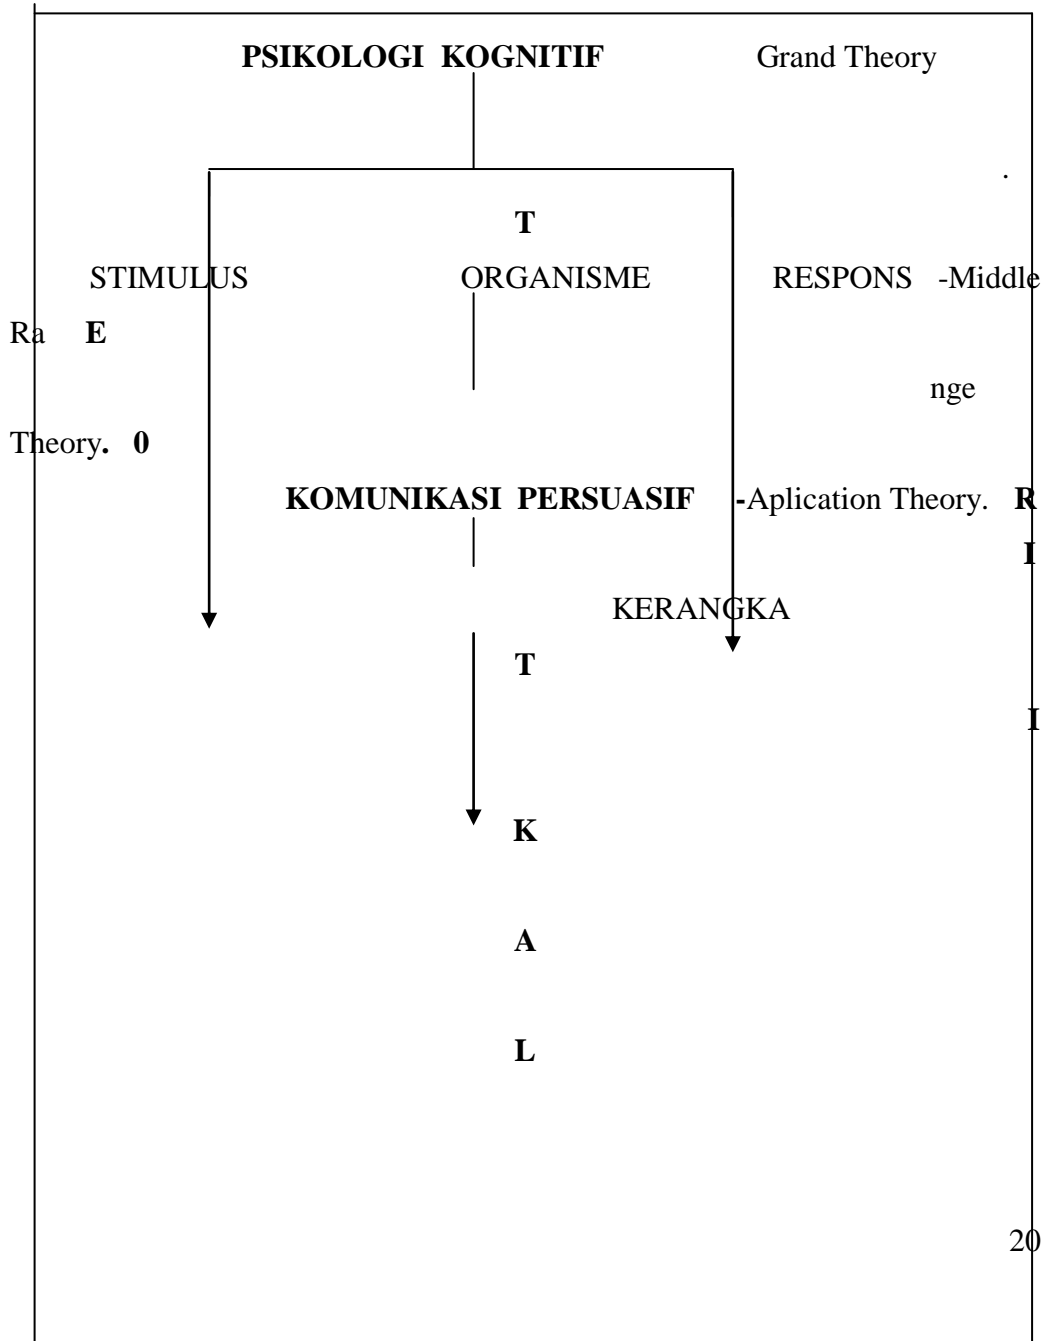 PSIKOLOGI KOGNITIF Grand Theory
.
T
STIMULUS ORGANISME RESPONS -Middle
Ra E
nge
Theory. 0
KOMUNIKASI PERSUASIF -Aplication Theory. R
I
KERANGKA
T
I
K
A
L
20